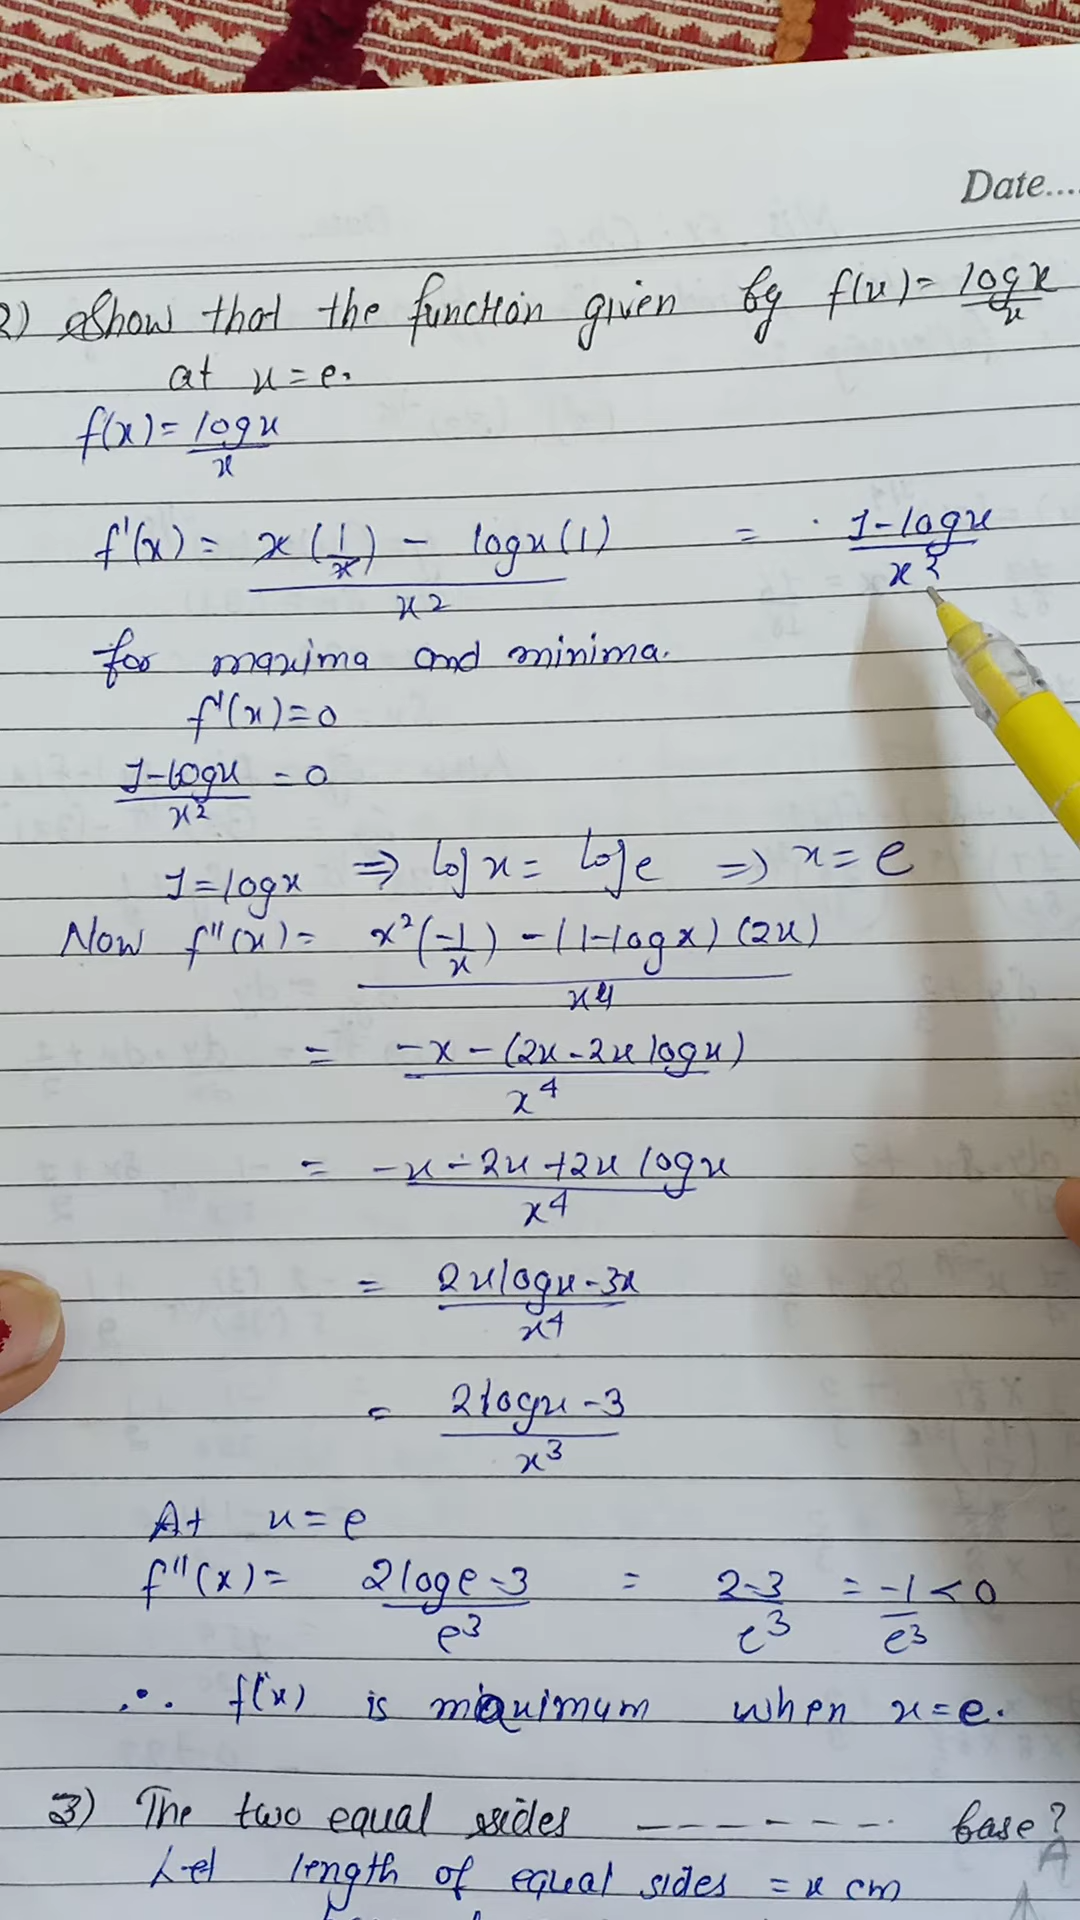 Date....
2) Show that the function given by f(x) = log x / x
at x = e.
f(x) = log x / x
f'(x) = x(1/x) - log x (1) / x² = 1 - log x / x²
for maxima and minima.
f'(x) = 0
1 - log x / x² = 0
1 = log x ⇒ log x = log e ⇒ x = e
Now f''(x) = x²(-1/x) - (1 - log x)(2x) / x⁴
= -x - (2x - 2x log x) / x⁴
= -x - 2x + 2x log x / x⁴
= 2x log x - 3x / x⁴
= 2 log x - 3 / x³
At x = e
f''(x) = 2 log e - 3 / e³ = 2-3 / e³ = -1 / e³ < 0
∴ f(x) is maximum when x = e.
3) The two equal sides ------- base?
Let length of equal sides = x cm